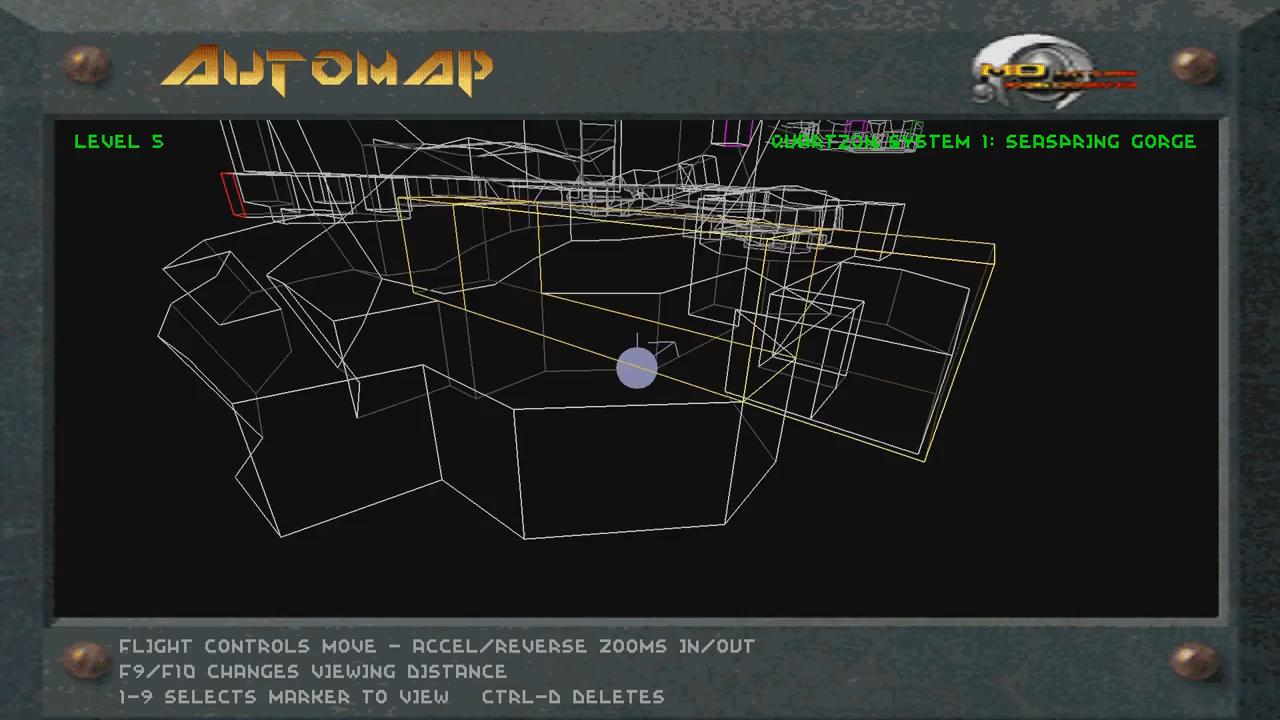 AUTOMAP
MD
LEVEL 5
QUARTZON SYSTEM 1: SEASPRING GORGE
FLIGHT CONTROLS MOVE - ACCEL/REVERSE ZOOMS IN/OUT
F9/F10 CHANGES VIEWING DISTANCE
1-9 SELECTS MARKER TO VIEW CTRL-D DELETES